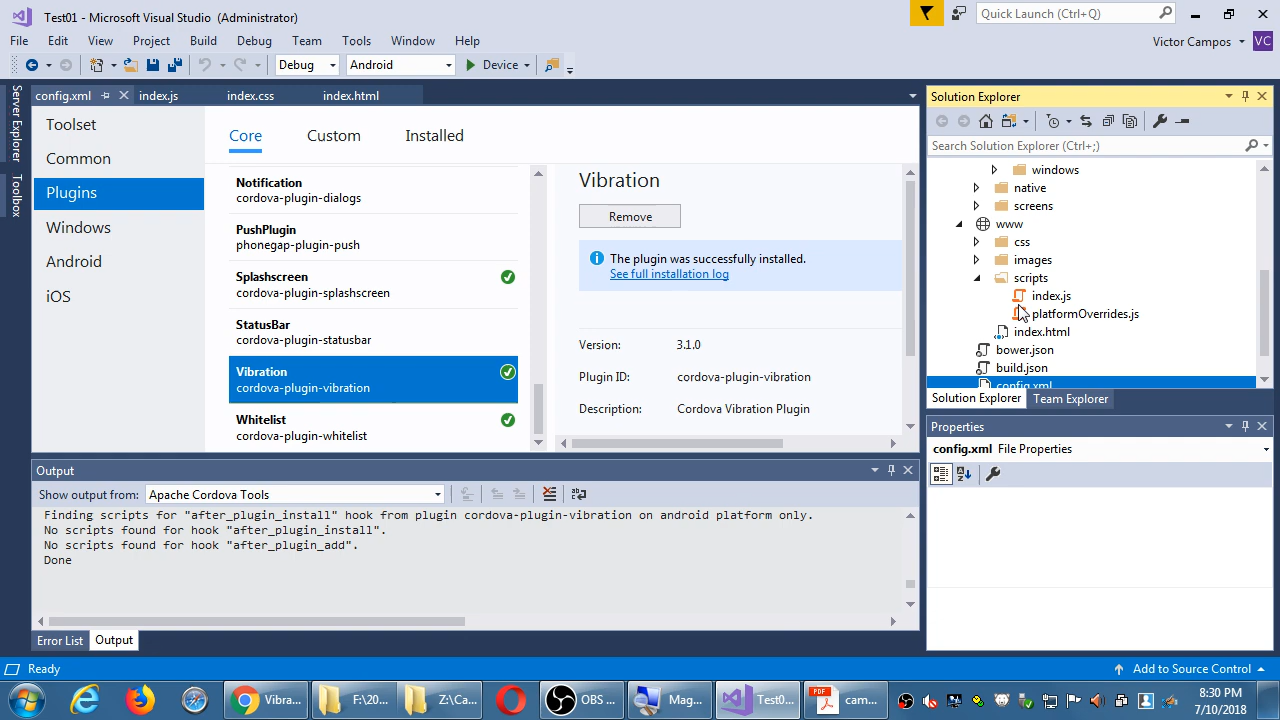 Test01 - Microsoft Visual Studio (Administrator)
Quick Launch (Ctrl+Q)
File Edit View Project Build Debug Team Tools Window Help
Victor Campos VC
Debug Android Device
Server Explorer
Toolbox
config.xml index.js index.css index.html
Toolset
Common
Plugins
Windows
Android
iOS
Core Custom Installed
Notification
cordova-plugin-dialogs
PushPlugin
phonegap-plugin-push
Splashscreen
cordova-plugin-splashscreen
StatusBar
cordova-plugin-statusbar
Vibration
cordova-plugin-vibration
Whitelist
cordova-plugin-whitelist
Vibration
Remove
The plugin was successfully installed.
See full installation log
Version: 3.1.0
Plugin ID: cordova-plugin-vibration
Description: Cordova Vibration Plugin
Solution Explorer
Search Solution Explorer (Ctrl+;)
windows
native
screens
www
css
images
scripts
index.js
platformOverrides.js
index.html
bower.json
build.json
config.xml
Solution Explorer Team Explorer
Properties
config.xml File Properties
Output
Show output from: Apache Cordova Tools
Finding scripts for "after_plugin_install" hook from plugin cordova-plugin-vibration on android platform only.
No scripts found for hook "after_plugin_install".
No scripts found for hook "after_plugin_add".
Done
Error List Output
Ready
Add to Source Control
Vibra... F:\20... Z:\Ca... OBS ... Mag... Test0... cam...
8:30 PM
7/10/2018